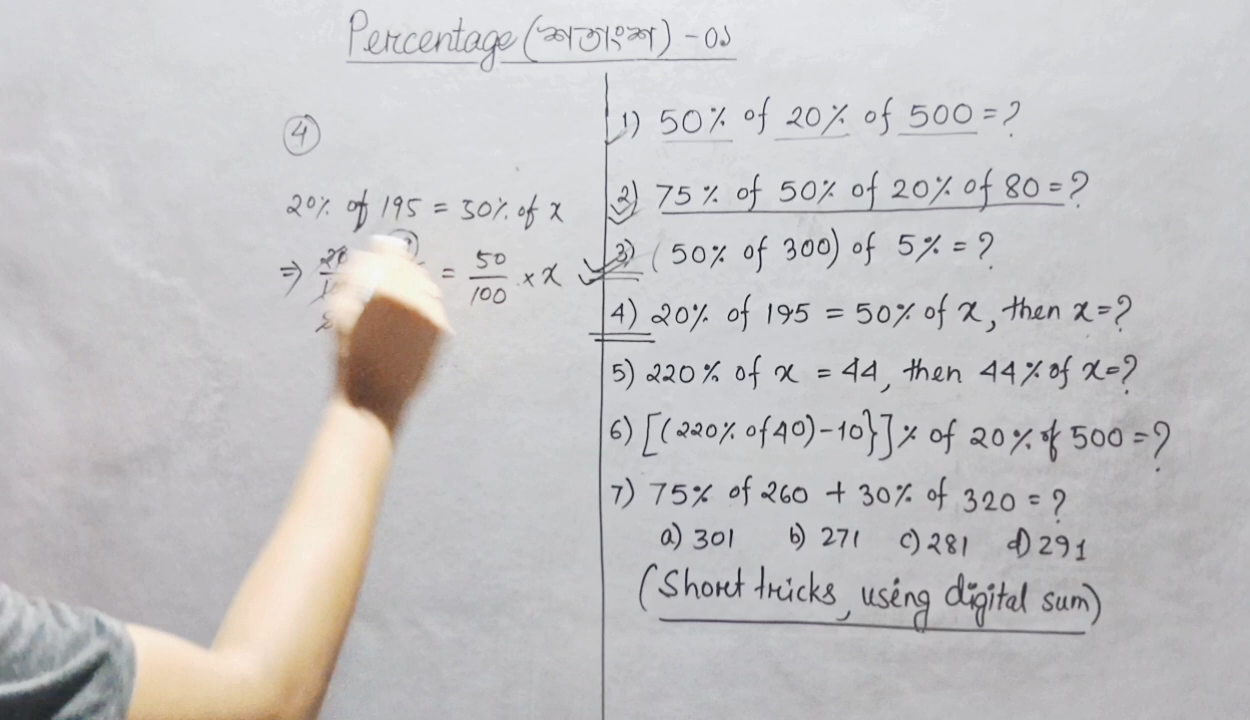 Percentage (শতাংশ) - 01
4
20% of 195 = 50% of x
⇒ = 50/100 × x
1) 50% of 20% of 500 = ?
2) 75% of 50% of 20% of 80 = ?
3) (50% of 300) of 5% = ?
4) 20% of 195 = 50% of x, then x = ?
5) 220% of x = 44, then 44% of x = ?
6) [(220% of 40) - 10}]% of 20% of 500 = ?
7) 75% of 260 + 30% of 320 = ?
a) 301 b) 271 c) 281 d) 291
(Short tricks, using digital sum)